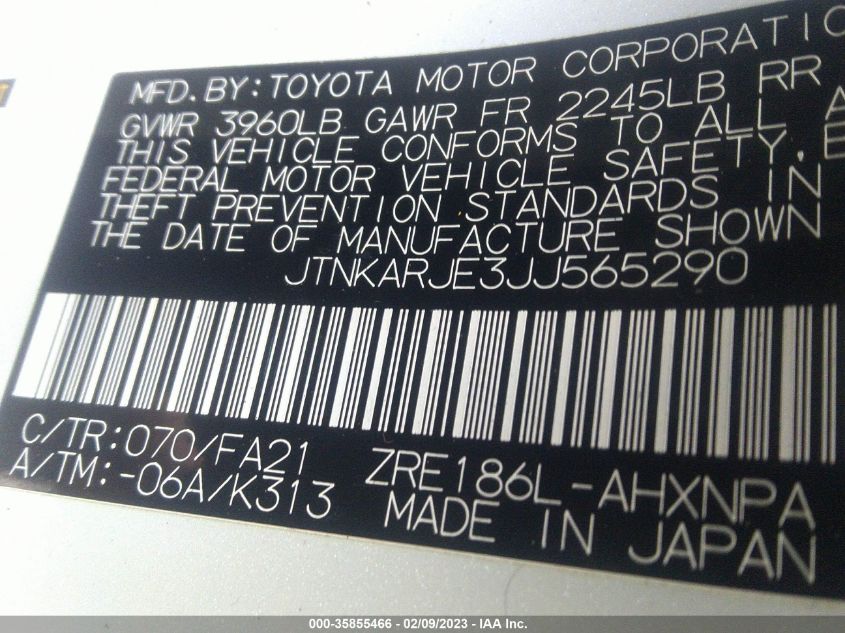 MFD. BY: TOYOTA MOTOR CORPORATIO
GVWR 3960LB GAWR FR 2245LB RR
THIS VEHICLE CONFORMS TO ALL A
FEDERAL MOTOR VEHICLE SAFETY, B
THEFT PREVENTION STANDARDS IN
THE DATE OF MANUFACTURE SHOWN
JTNKARJE3JJ565290
C/TR:070/FA21
A/TM:-06A/K313
ZRE186L-AHXNPA
MADE IN JAPAN
000-35855466 - 02/09/2023 - IAA Inc.